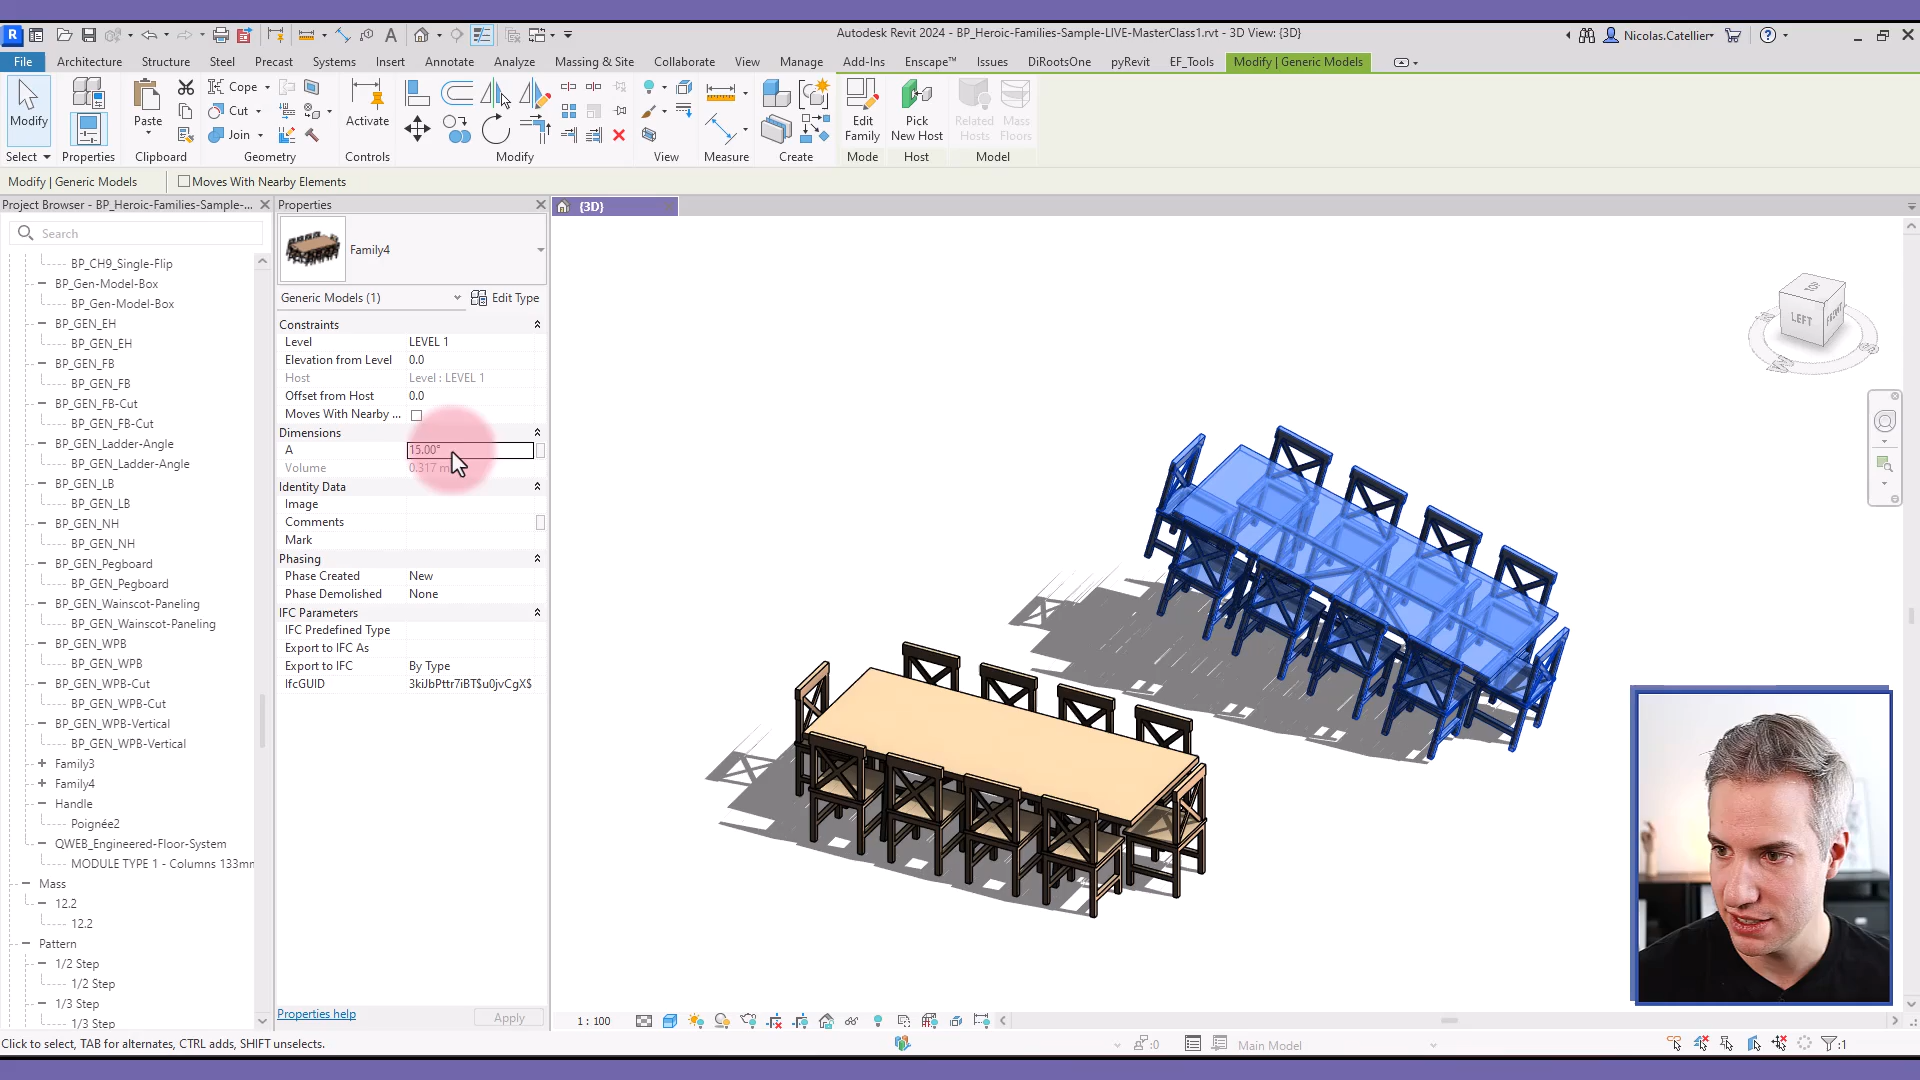 Autodesk Revit 2024 - BP_Heroic-Families-Sample-LIVE-MasterClass1.rvt - 3D View: {3D}
Nicolas.Catellier
File Architecture Structure Steel Precast Systems Insert Annotate Analyze Massing & Site Collaborate View Manage Add-Ins Enscape™ Issues DiRootsOne pyRevit EF_Tools Modify | Generic Models
Modify
Properties
Paste
Cope
Cut
Join
Activate
Edit
Family
Pick
New Host
Related
Hosts
Mass
Floors
Select Properties Clipboard Geometry Controls Modify View Measure Create Mode Host Model
Modify | Generic Models Moves With Nearby Elements
Project Browser - BP_Heroic-Families-Sample-...
Search
BP_CH9_Single-Flip
BP_Gen-Model-Box
BP_Gen-Model-Box
BP_GEN_EH
BP_GEN_EH
BP_GEN_FB
BP_GEN_FB
BP_GEN_FB-Cut
BP_GEN_FB-Cut
BP_GEN_Ladder-Angle
BP_GEN_Ladder-Angle
BP_GEN_LB
BP_GEN_LB
BP_GEN_NH
BP_GEN_NH
BP_GEN_Pegboard
BP_GEN_Pegboard
BP_GEN_Wainscot-Paneling
BP_GEN_Wainscot-Paneling
BP_GEN_WPB
BP_GEN_WPB
BP_GEN_WPB-Cut
BP_GEN_WPB-Cut
BP_GEN_WPB-Vertical
BP_GEN_WPB-Vertical
Family3
Family4
Handle
Poignée2
QWEB_Engineered-Floor-System
MODULE TYPE 1 - Columns 133mm
Mass
12.2
12.2
Pattern
1/2 Step
1/2 Step
1/3 Step
1/3 Step
Properties
Family4
Generic Models (1) Edit Type
Constraints
Level LEVEL 1
Elevation from Level 0.0
Host Level : LEVEL 1
Offset from Host 0.0
Moves With Nearby ...
Dimensions
A 15.00°
Volume 0.317 m
Identity Data
Image
Comments
Mark
Phasing
Phase Created New
Phase Demolished None
IFC Parameters
IFC Predefined Type
Export to IFC As
Export to IFC By Type
IfcGUID 3kiJbPttr7iBT$u0jvCgX$
Properties help Apply
{3D}
LEFT
FRONT
1 : 100
Click to select, TAB for alternates, CTRL adds, SHIFT unselects.
:0
Main Model
:1